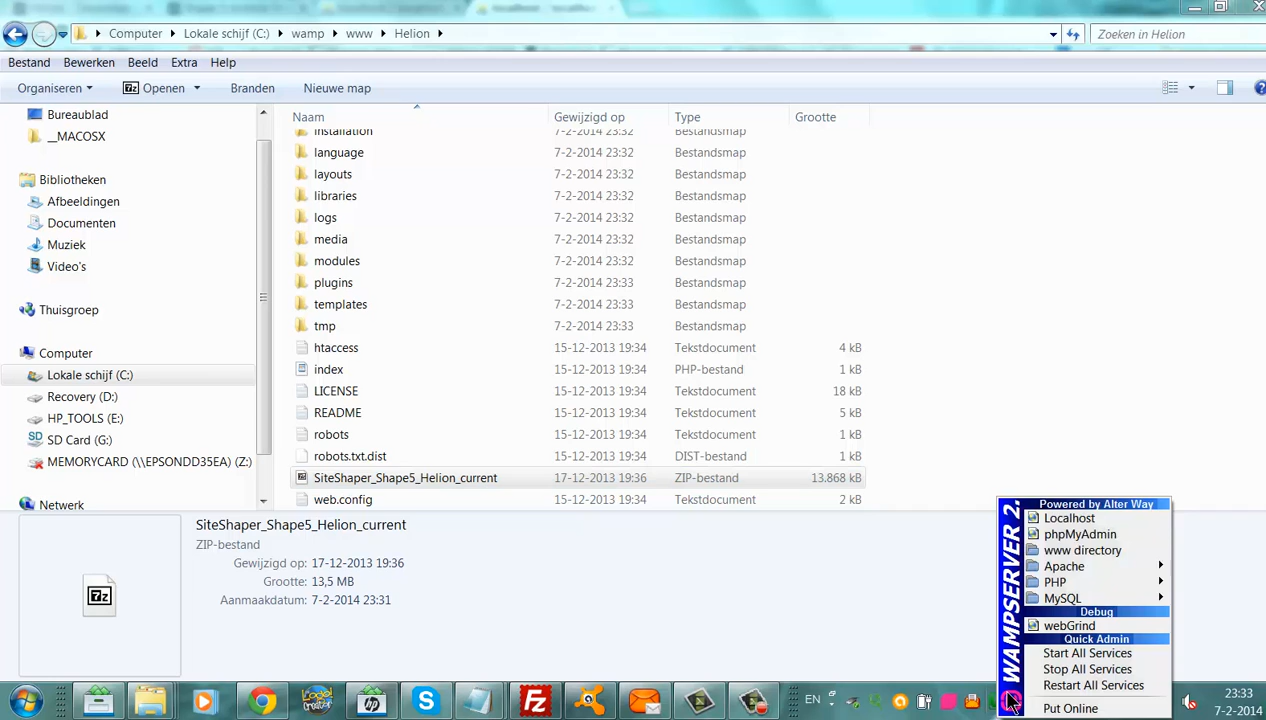 Computer Lokale schijf (C:) wamp www Helion Zoeken in Helion
Bestand Bewerken Beeld Extra Help
Organiseren Openen Branden Nieuwe map
Naam Gewijzigd op Type Grootte
Bureaublad
__MACOSX
Bibliotheken
Afbeeldingen
Documenten
Muziek
Video's
Thuisgroep
Computer
Lokale schijf (C:)
Recovery (D:)
HP_TOOLS (E:)
SD Card (G:)
MEMORYCARD (\\EPSONDD35EA) (Z:)
Netwerk
installation 7-2-2014 23:32 Bestandsmap
language 7-2-2014 23:32 Bestandsmap
layouts 7-2-2014 23:32 Bestandsmap
libraries 7-2-2014 23:32 Bestandsmap
logs 7-2-2014 23:32 Bestandsmap
media 7-2-2014 23:32 Bestandsmap
modules 7-2-2014 23:32 Bestandsmap
plugins 7-2-2014 23:33 Bestandsmap
templates 7-2-2014 23:33 Bestandsmap
tmp 7-2-2014 23:33 Bestandsmap
htaccess 15-12-2013 19:34 Tekstdocument 4 kB
index 15-12-2013 19:34 PHP-bestand 1 kB
LICENSE 15-12-2013 19:34 Tekstdocument 18 kB
README 15-12-2013 19:34 Tekstdocument 5 kB
robots 15-12-2013 19:34 Tekstdocument 1 kB
robots.txt.dist 15-12-2013 19:34 DIST-bestand 1 kB
SiteShaper_Shape5_Helion_current 17-12-2013 19:36 ZIP-bestand 13.868 kB
web.config 15-12-2013 19:34 Tekstdocument 2 kB
SiteShaper_Shape5_Helion_current
ZIP-bestand
Gewijzigd op: 17-12-2013 19:36
Grootte: 13,5 MB
Aanmaakdatum: 7-2-2014 23:31
7z
WAMPSERVER 2.
Powered by Alter Way
Localhost
phpMyAdmin
www directory
Apache
PHP
MySQL
Debug
webGrind
Quick Admin
Start All Services
Stop All Services
Restart All Services
Put Online
EN
23:33
7-2-2014